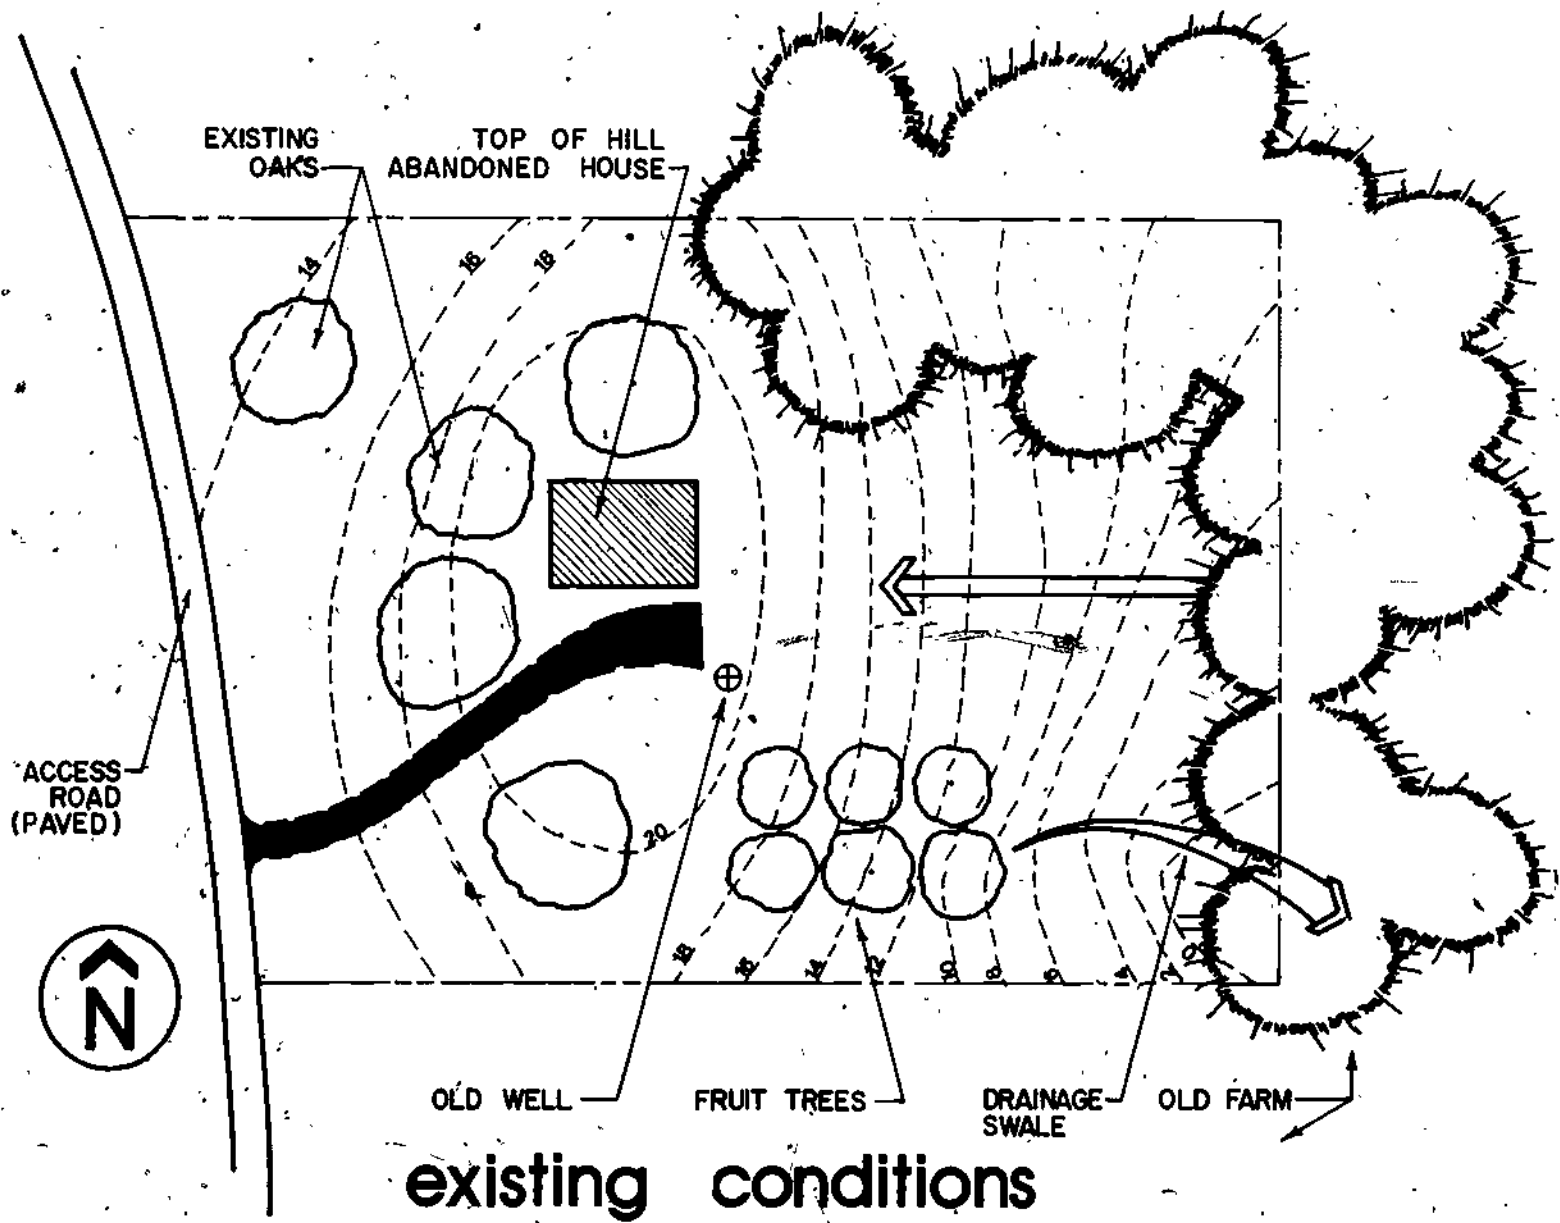 EXISTING
OAKS
TOP OF HILL
ABANDONED HOUSE
14
16
18
20
ACCESS
ROAD
(PAVED)
N
18
16
14
12
10
8
6
4
2
0
OLD WELL
FRUIT TREES
DRAINAGE
SWALE
OLD FARM
existing conditions